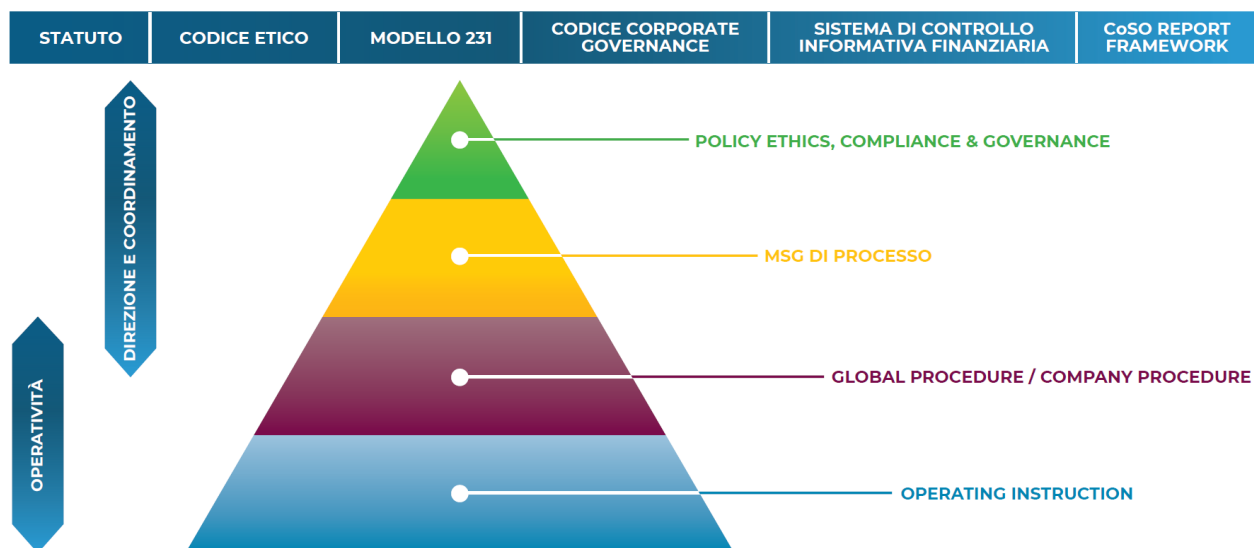 STATUTO
CODICE ETICO
MODELLO 231
CODICE CORPORATE
GOVERNANCE
SISTEMA DI CONTROLLO
INFORMATIVA FINANZIARIA
CoSO REPORT
FRAMEWORK
DIREZIONE E COORDINAMENTO
OPERATIVITÀ
POLICY ETHICS, COMPLIANCE & GOVERNANCE
MSG DI PROCESSO
GLOBAL PROCEDURE / COMPANY PROCEDURE
OPERATING INSTRUCTION